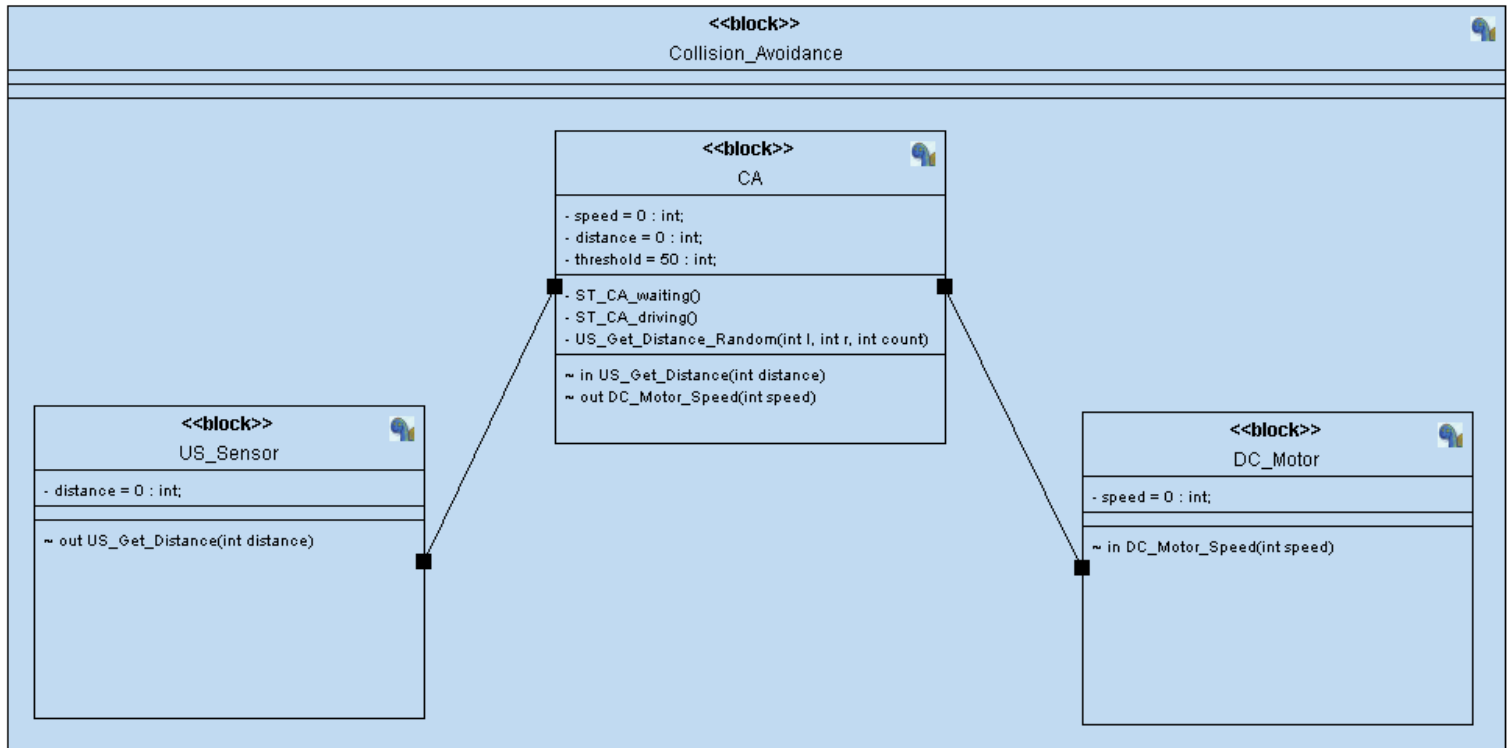 <<block>>
Collision_Avoidance
<<block>>
CA
- speed = 0 : int;
- distance = 0 : int;
- threshold = 50 : int;
- ST_CA_waiting()
- ST_CA_driving()
- US_Get_Distance_Random(int l, int r, int count)
~ in US_Get_Distance(int distance)
~ out DC_Motor_Speed(int speed)
<<block>>
US_Sensor
- distance = 0 : int;
~ out US_Get_Distance(int distance)
<<block>>
DC_Motor
- speed = 0 : int;
~ in DC_Motor_Speed(int speed)